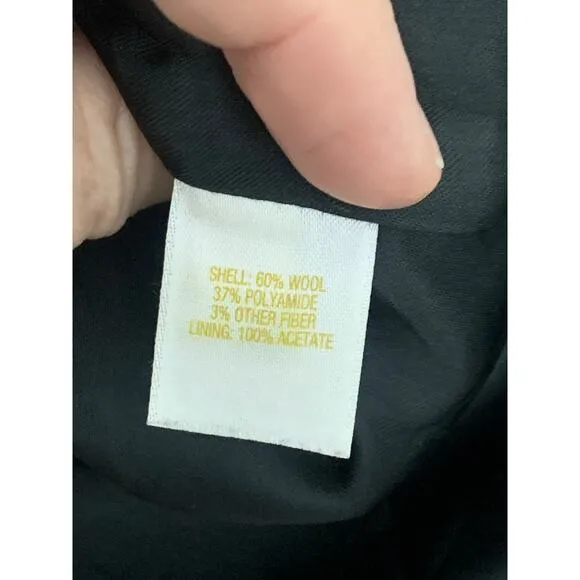 SHELL: 60% WOOL
37% POLYAMIDE
3% OTHER FIBER
LINING: 100% ACETATE